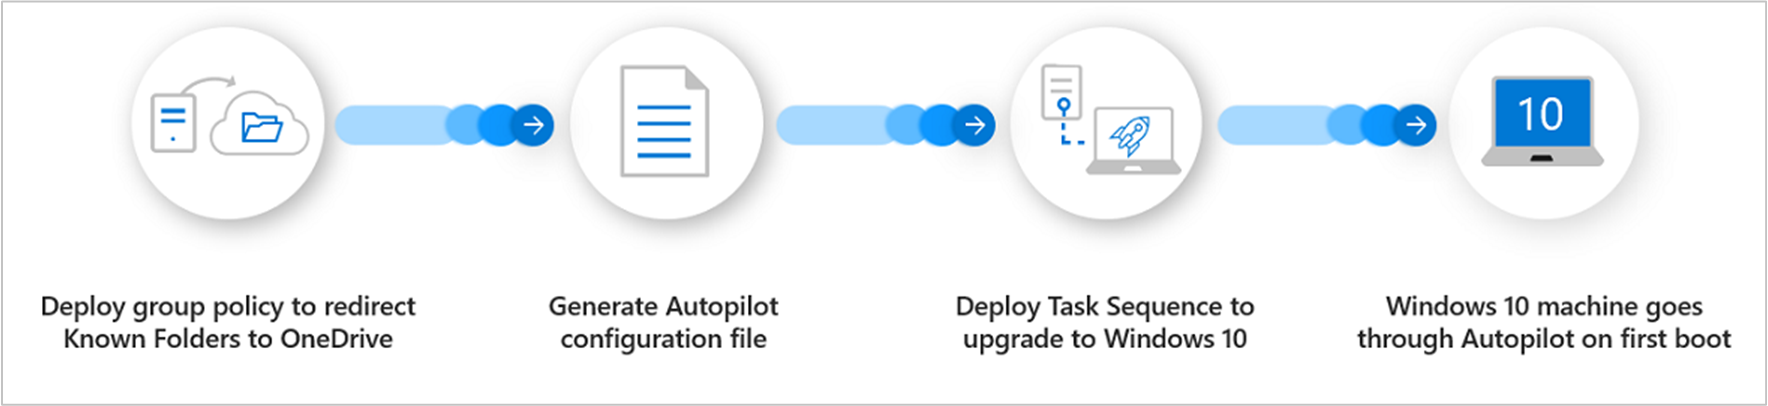 10
Deploy group policy to redirect
Known Folders to OneDrive
Generate Autopilot
configuration file
Deploy Task Sequence to
upgrade to Windows 10
Windows 10 machine goes
through Autopilot on first boot